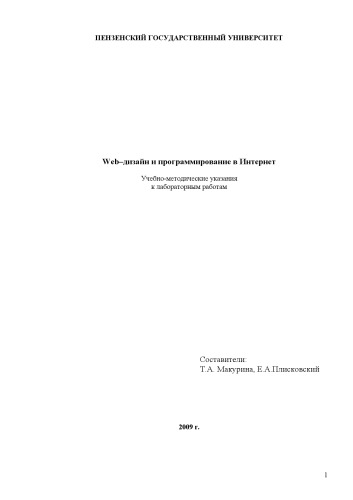 ПЕНЗЕНСКИЙ ГОСУДАРСТВЕННЫЙ УНИВЕРСИТЕТ
Web–дизайн и программирование в Интернет
Учебно-методические указания
к лабораторным работам
Составители:
Т.А. Макурина, Е.А.Плисковский
2009 г.
1